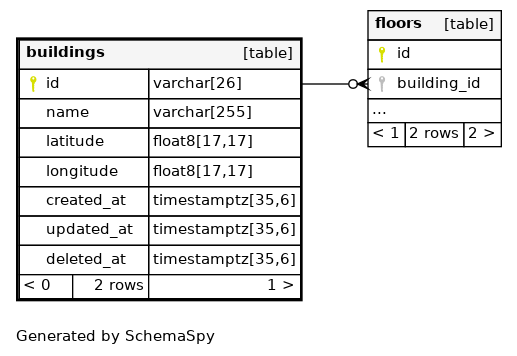 buildings [table]
id varchar[26]
name varchar[255]
latitude float8[17,17]
longitude float8[17,17]
created_at timestamptz[35,6]
updated_at timestamptz[35,6]
deleted_at timestamptz[35,6]
< 0 2 rows 1 >
floors [table]
id
building_id
...
< 1 2 rows 2 >
Generated by SchemaSpy